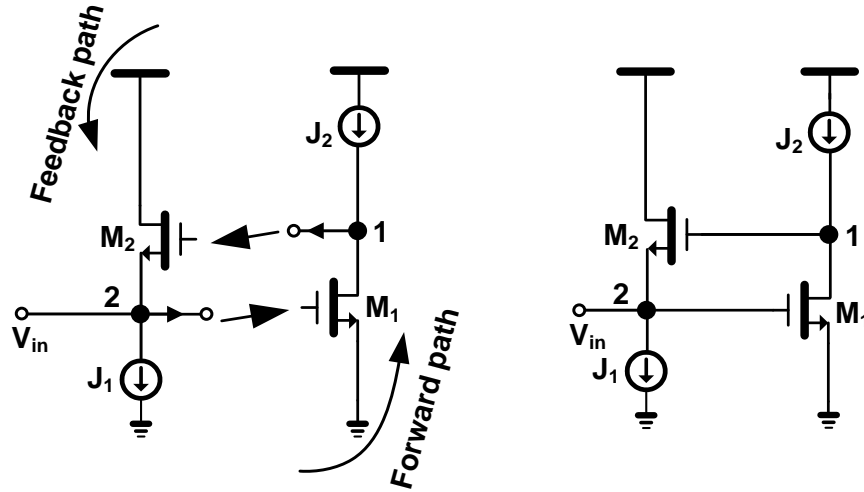 Feedback path
J₂
M₂
1
2
M₁
Vᵢₙ
J₁
Forward path
J₂
M₂
1
2
M₁
Vᵢₙ
J₁